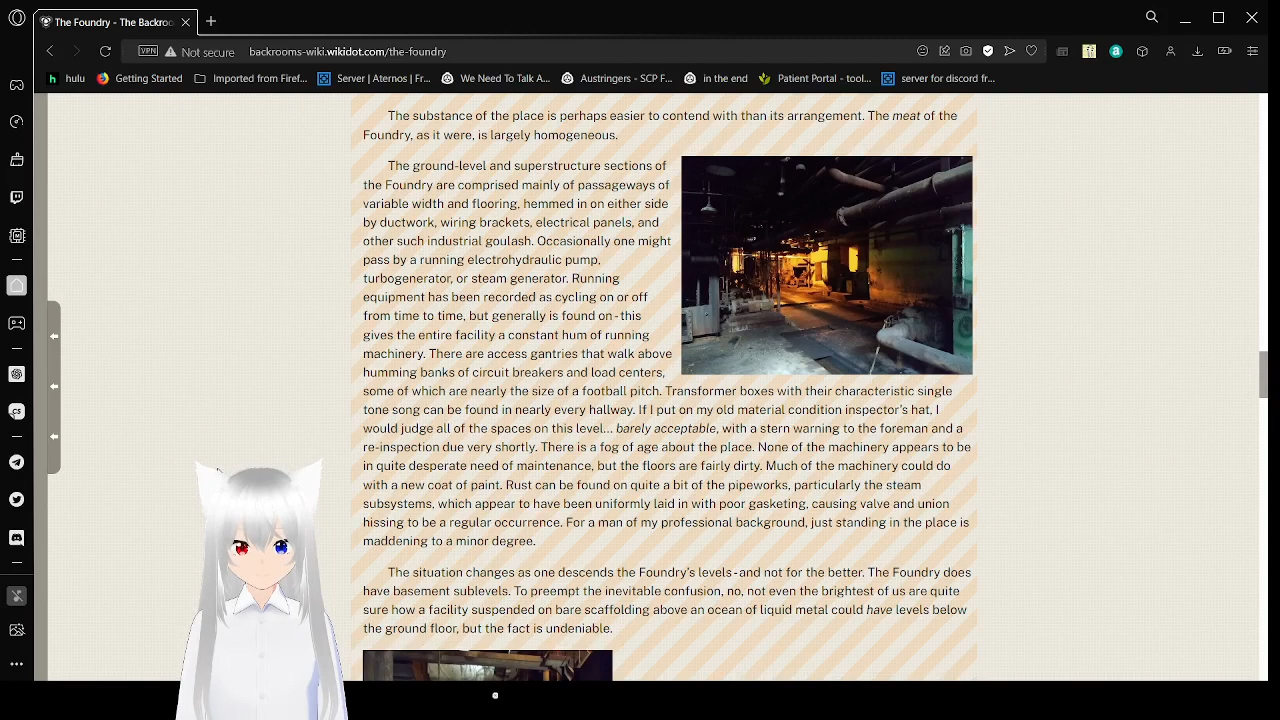 The Foundry - The Backroo
VPN Not secure backrooms-wiki.wikidot.com/the-foundry
hulu Getting Started Imported from Firef... Server | Aternos | Fr... We Need To Talk A... Austringers - SCP F... in the end Patient Portal - tool... server for discord fr...
The substance of the place is perhaps easier to contend with than its arrangement. The meat of the
Foundry, as it were, is largely homogeneous.
The ground-level and superstructure sections of
the Foundry are comprised mainly of passageways of
variable width and flooring, hemmed in on either side
by ductwork, wiring brackets, electrical panels, and
other such industrial goulash. Occasionally one might
pass by a running electrohydraulic pump,
turbogenerator, or steam generator. Running
equipment has been recorded as cycling on or off
from time to time, but generally is found on - this
gives the entire facility a constant hum of running
machinery. There are access gantries that walk above
humming banks of circuit breakers and load centers,
some of which are nearly the size of a football pitch. Transformer boxes with their characteristic single
tone song can be found in nearly every hallway. If I put on my old material condition inspector's hat, I
would judge all of the spaces on this level... barely acceptable, with a stern warning to the foreman and a
re-inspection due very shortly. There is a fog of age about the place. None of the machinery appears to be
in quite desperate need of maintenance, but the floors are fairly dirty. Much of the machinery could do
with a new coat of paint. Rust can be found on quite a bit of the pipeworks, particularly the steam
subsystems, which appear to have been uniformly laid in with poor gasketing, causing valve and union
hissing to be a regular occurrence. For a man of my professional background, just standing in the place is
maddening to a minor degree.
The situation changes as one descends the Foundry's levels - and not for the better. The Foundry does
have basement sublevels. To preempt the inevitable confusion, no, not even the brightest of us are quite
sure how a facility suspended on bare scaffolding above an ocean of liquid metal could have levels below
the ground floor, but the fact is undeniable.